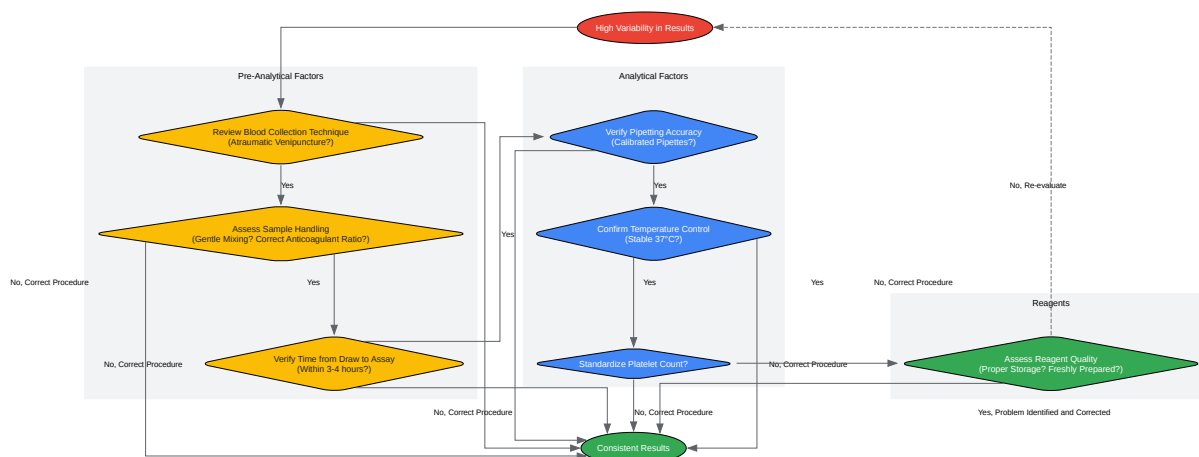 High Variability in Results
Pre-Analytical Factors
Analytical Factors
Review Blood Collection Technique
(Atraumatic Venipuncture?)
Verify Pipetting Accuracy
(Calibrated Pipettes?)
Yes
Yes
No, Re-evaluate
Assess Sample Handling
(Gentle Mixing? Correct Anticoagulant Ratio?)
Yes
Confirm Temperature Control
(Stable 37°C?)
No, Correct Procedure
Yes
Yes
Yes
No, Correct Procedure
Reagents
Verify Time from Draw to Assay
(Within 3-4 hours?)
No, Correct Procedure
Standardize Platelet Count?
No, Correct Procedure
Assess Reagent Quality
(Proper Storage? Freshly Prepared?)
No, Correct Procedure
No, Correct Procedure
Yes, Problem Identified and Corrected
Consistent Results